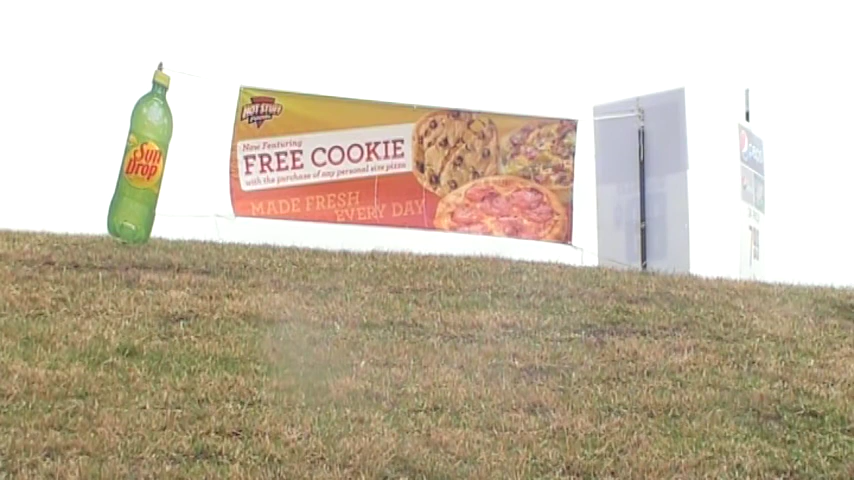 Sun
Drop
HOT STUFF
Now Featuring
FREE COOKIE
with the purchase of any personal size pizza
MADE FRESH
EVERY DAY
pepsi